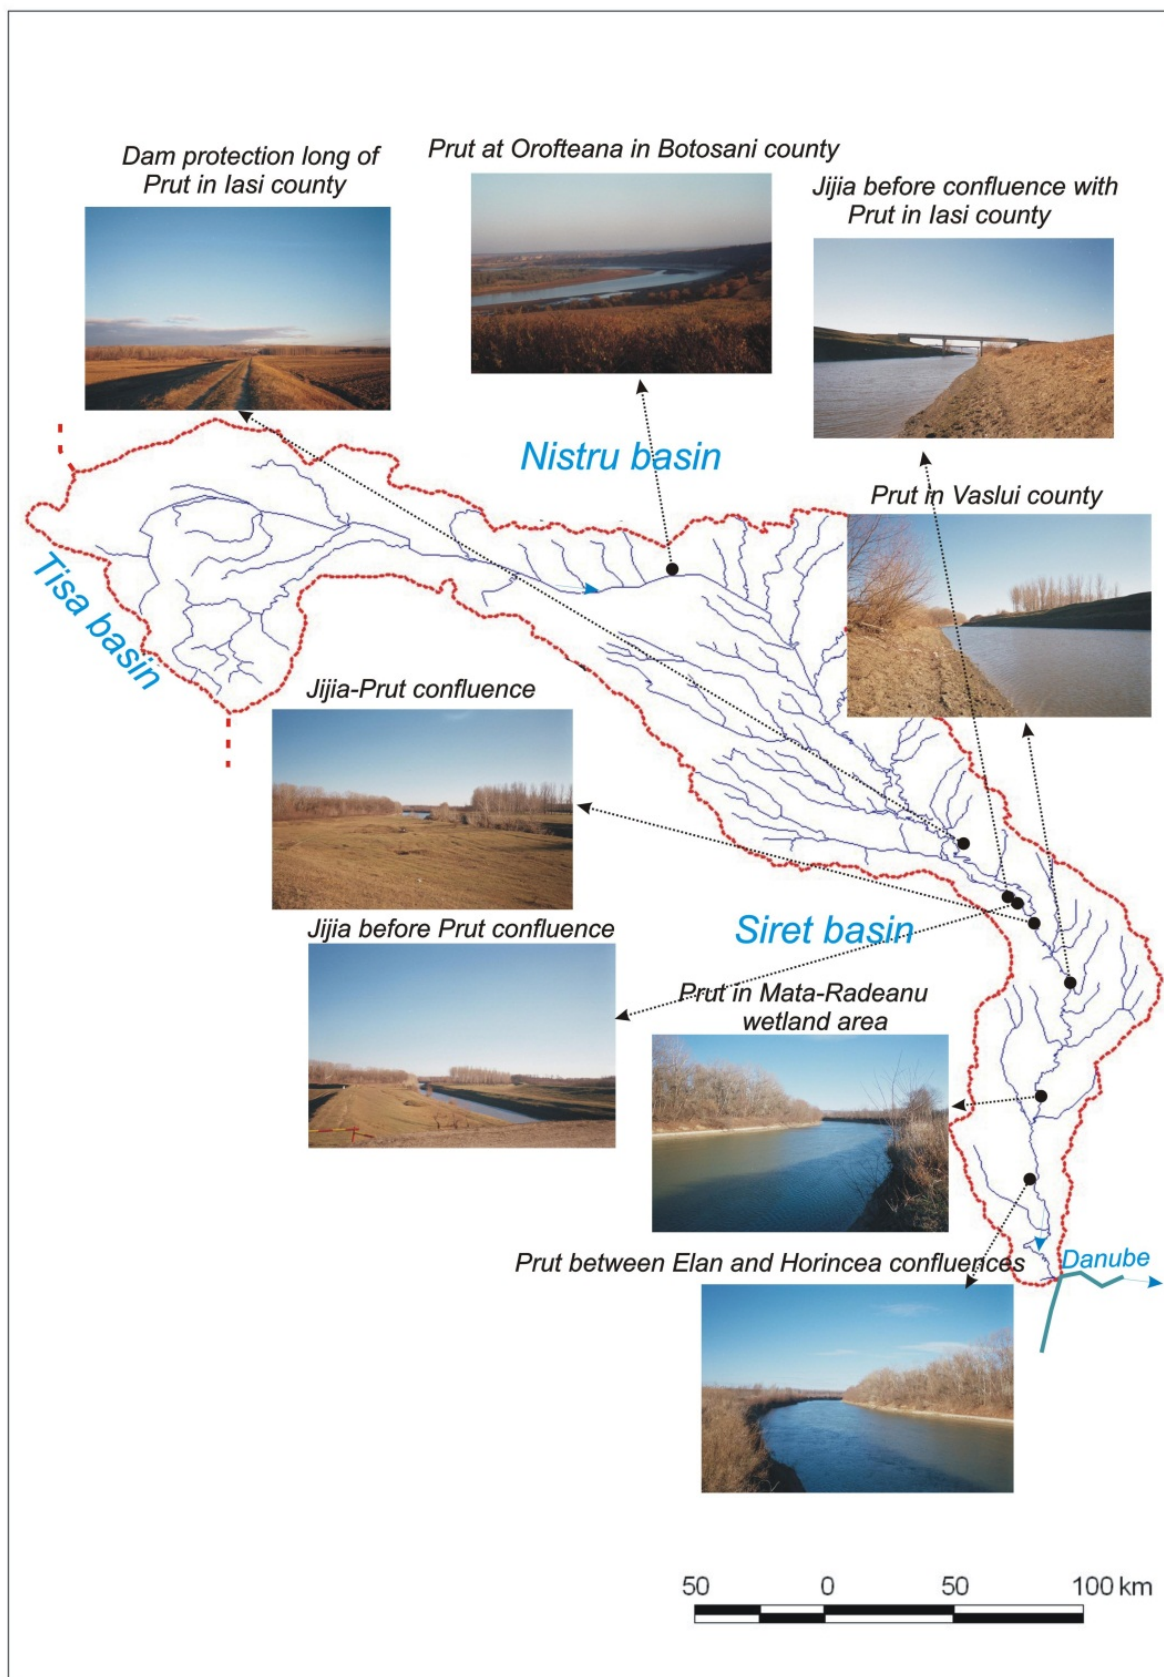 Dam protection long of
Prut in Iasi county
Prut at Orofteana in Botosani county
Jijia before confluence with
Prut in Iasi county
Nistru basin
Prut in Vaslui county
Tisa basin
Jijia-Prut confluence
Jijia before Prut confluence
Siret basin
Prut in Mata-Radeanu
wetland area
Prut between Elan and Horincea confluences
Danube
50 0 50 100 km